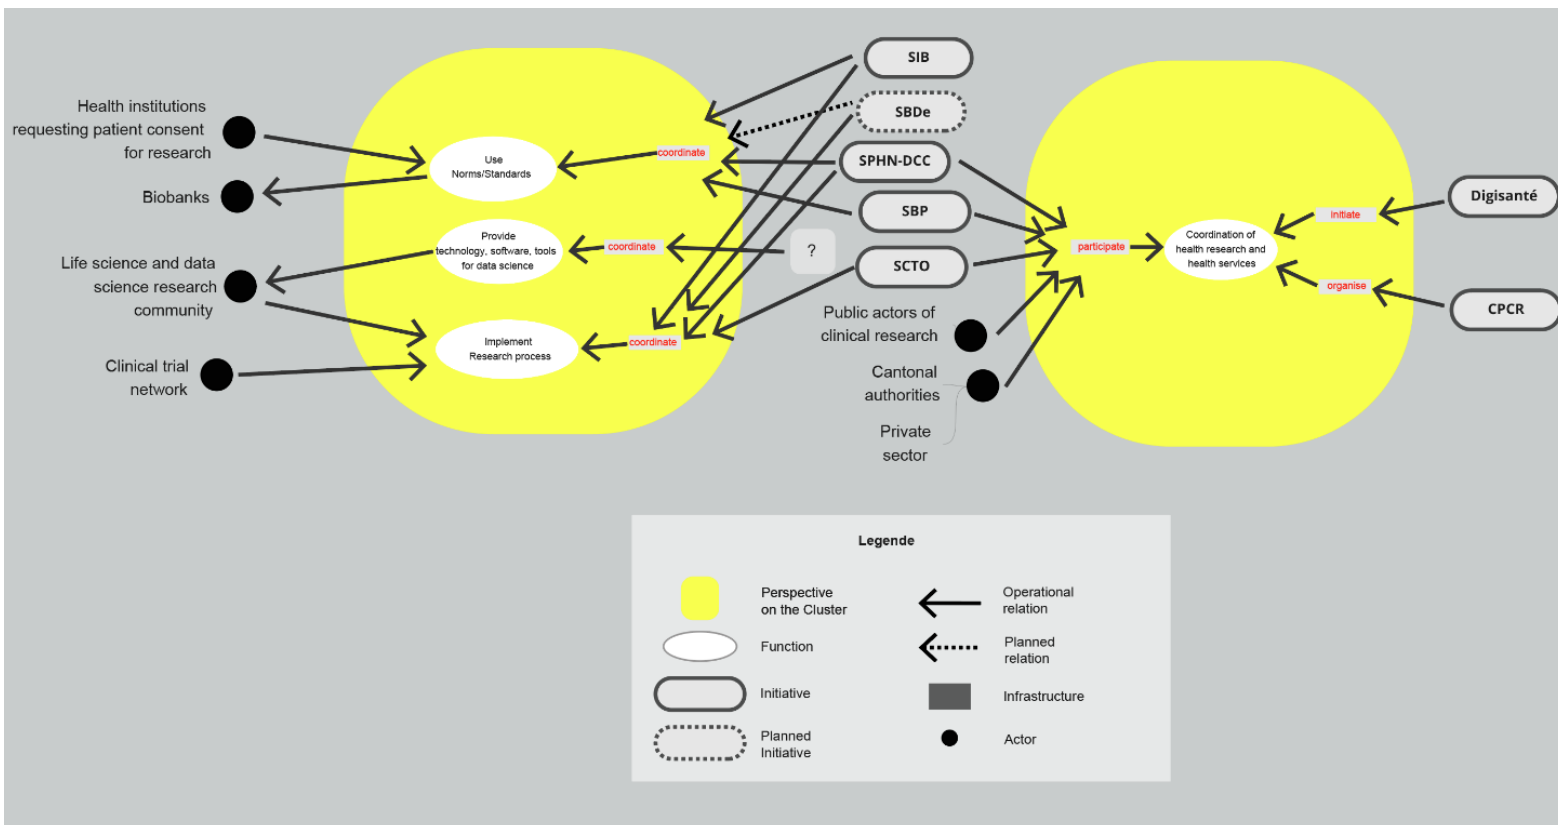 Health institutions
requesting patient consent
for research
Biobanks
Life science and data
science research
community
Clinical trial
network
Use
Norms/Standards
Provide
technology, software, tools
for data science
Implement
Research process
coordinate
coordinate
coordinate
?
SIB
SBDe
SPHN-DCC
SBP
SCTO
Public actors of
clinical research
Cantonal
authorities
Private
sector
participate
Coordination of
health research and
health services
initiate
organise
Digisanté
CPCR
Legende
Perspective
on the Cluster
Function
Initiative
Planned
Initiative
Operational
relation
Planned
relation
Infrastructure
Actor